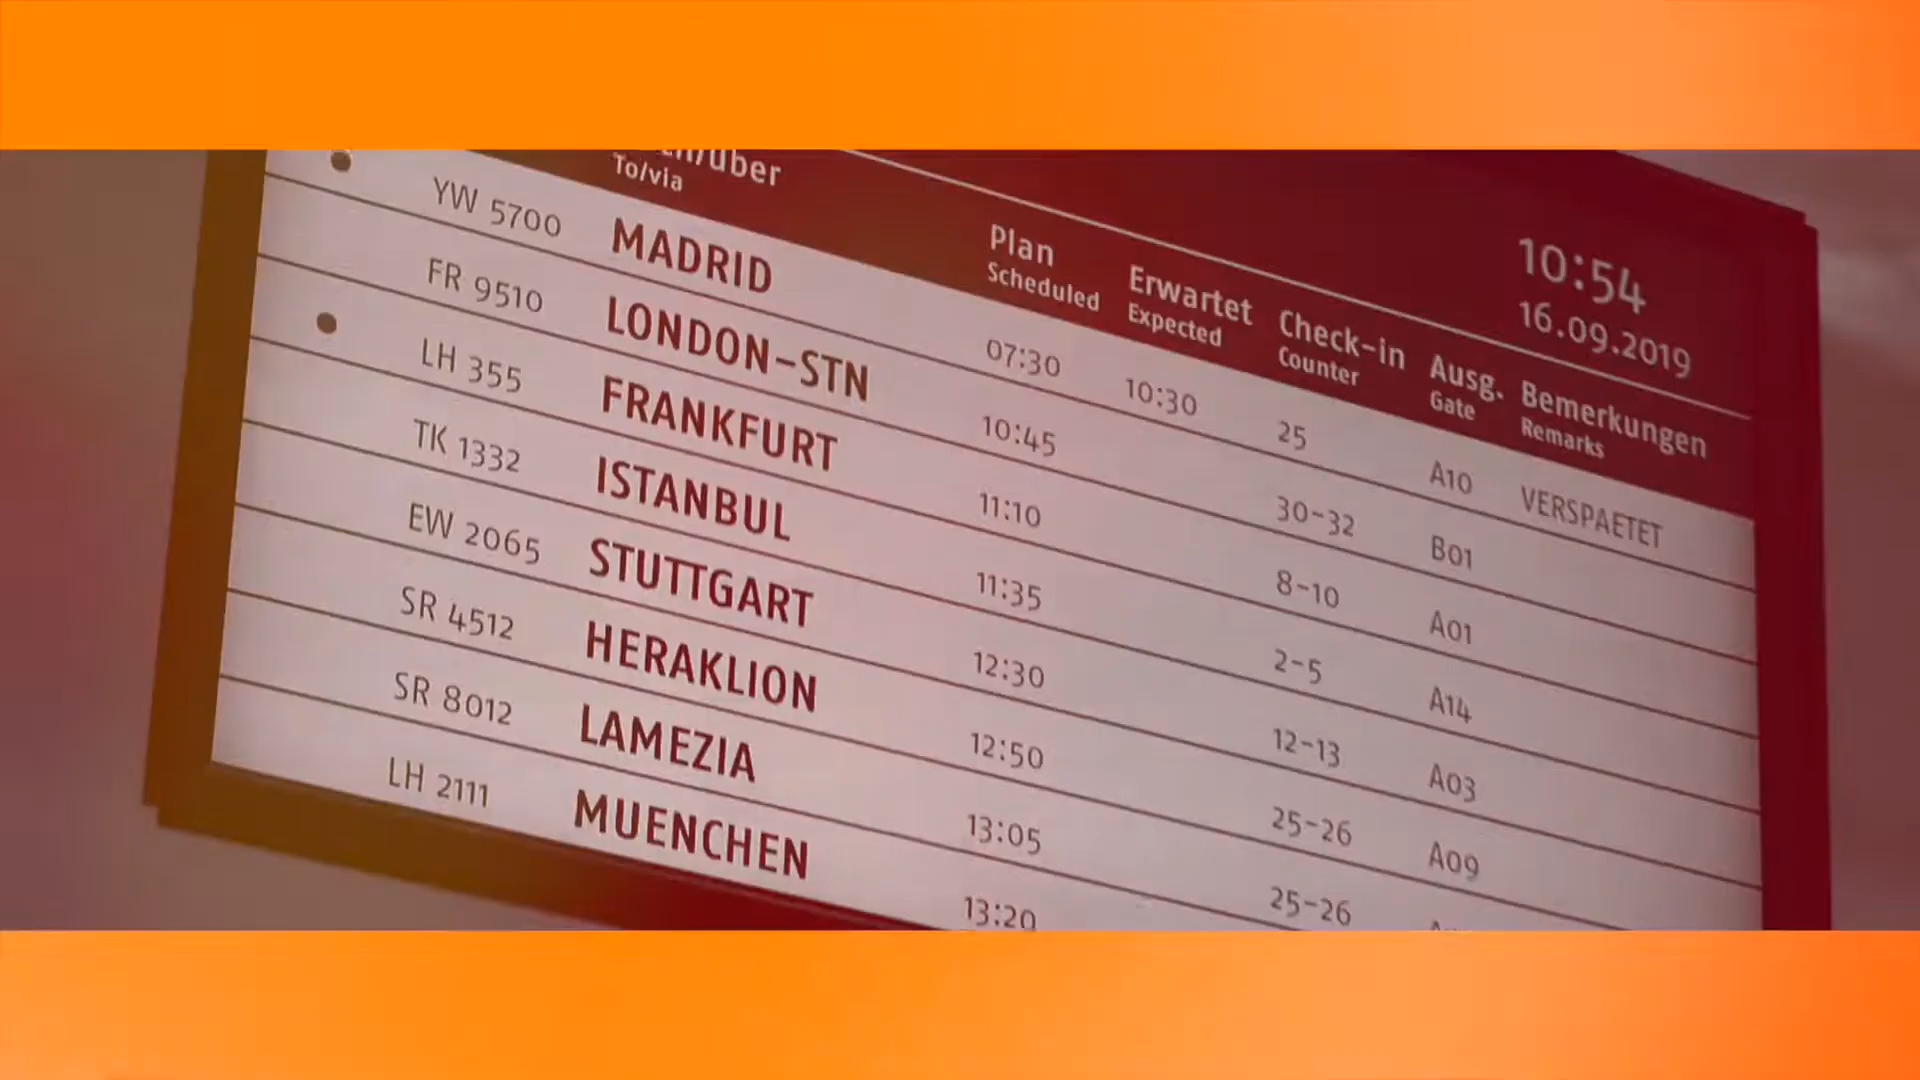 10:54
16.09.2019
über Plan Erwartet Check-in Ausg. Bemerkungen
To/via Scheduled Expected Counter Gate Remarks
YW 5700 MADRID 07:30 10:30 25 A10 VERSPAETET
FR 9510 LONDON-STN 10:45 30-32 B01
LH 355 FRANKFURT 11:10 8-10 A01
TK 1332 ISTANBUL 11:35 2-5 A14
EW 2065 STUTTGART 12:30 12-13 A03
SR 4512 HERAKLION 12:50 25-26 A09
SR 8012 LAMEZIA 13:05 25-26
LH 2111 MUENCHEN 13:20